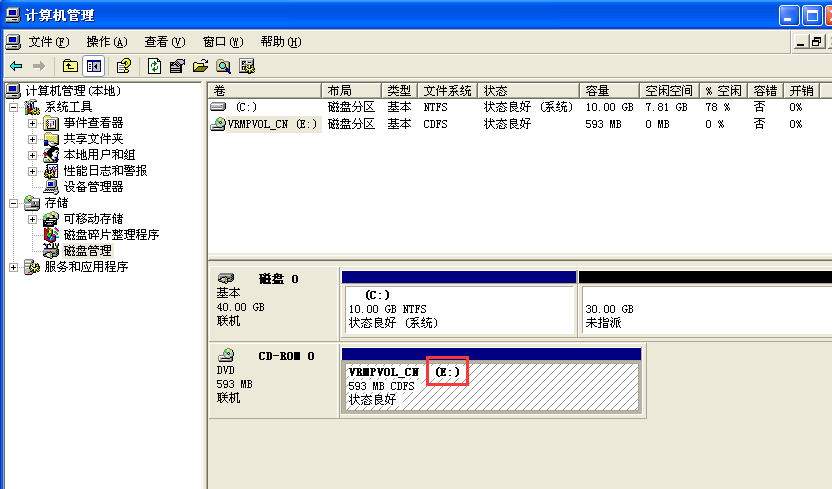 计算机管理
文件(F) 操作(A) 查看(V) 窗口(W) 帮助(H)
计算机管理(本地)
系统工具
事件查看器
共享文件夹
本地用户和组
性能日志和警报
设备管理器
存储
可移动存储
磁盘碎片整理程序
磁盘管理
服务和应用程序
卷 布局 类型 文件系统 状态 容量 空闲空间 % 空闲 容错 开销
(C:) 磁盘分区 基本 NTFS 状态良好 (系统) 10.00 GB 7.81 GB 78 % 否 0%
VRMPVOL_CN (E:) 磁盘分区 基本 CDFS 状态良好 593 MB 0 MB 0 % 否 0%
磁盘 0
基本
40.00 GB
联机
(C:)
10.00 GB NTFS
状态良好 (系统)
30.00 GB
未指派
CD-ROM 0
DVD
593 MB
联机
VRMPVOL_CN (E:)
593 MB CDFS
状态良好